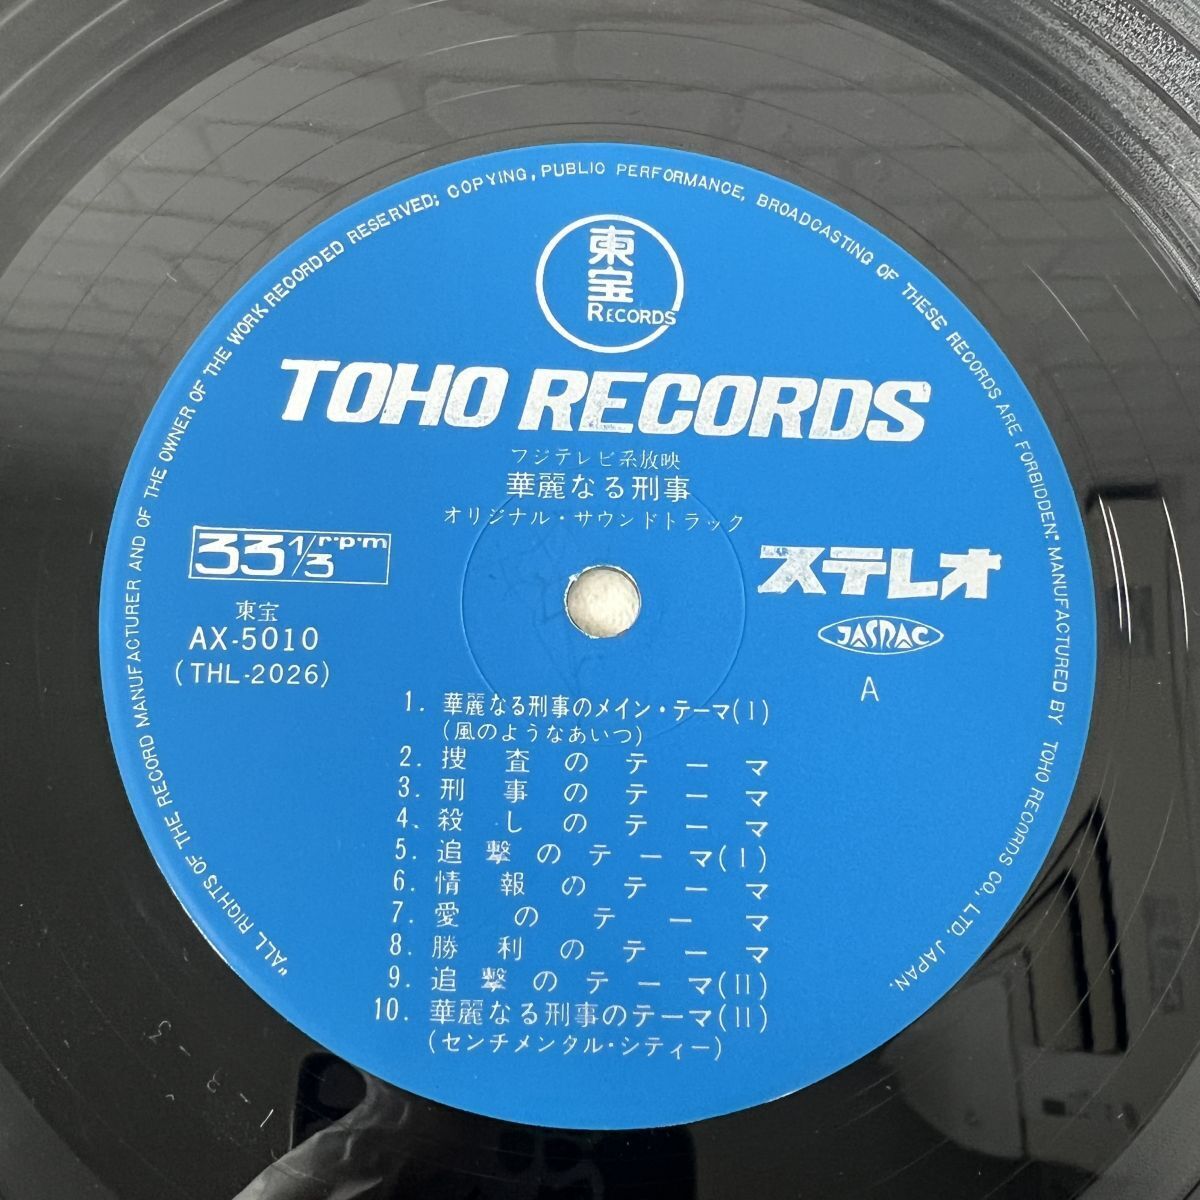 "ALL RIGHTS OF THE RECORD MANUFACTURER AND OF THE OWNER OF THE WORK RECORDED RESERVED; COPYING, PUBLIC PERFORMANCE, BROADCASTING OF THESE RECORDS ARE FORBIDDEN." MANUFACTURED BY TOHO RECORDS CO., LTD. JAPAN.
東宝
RECORDS
TOHO RECORDS
フジテレビ系放映
華麗なる刑事
オリジナル・サウンドトラック
33 1/3 r·p·m
ステレオ
東宝
AX-5010
(THL-2026)
JASRAC
A
1. 華麗なる刑事のメイン・テーマ(I)
(風のようなあいつ)
2. 捜査のテーマ
3. 刑事のテーマ
4. 殺しのテーマ
5. 追撃のテーマ(I)
6. 情報のテーマ
7. 愛のテーマ
8. 勝利のテーマ
9. 追撃のテーマ(II)
10. 華麗なる刑事のテーマ(II)
(センチメンタル・シティー)